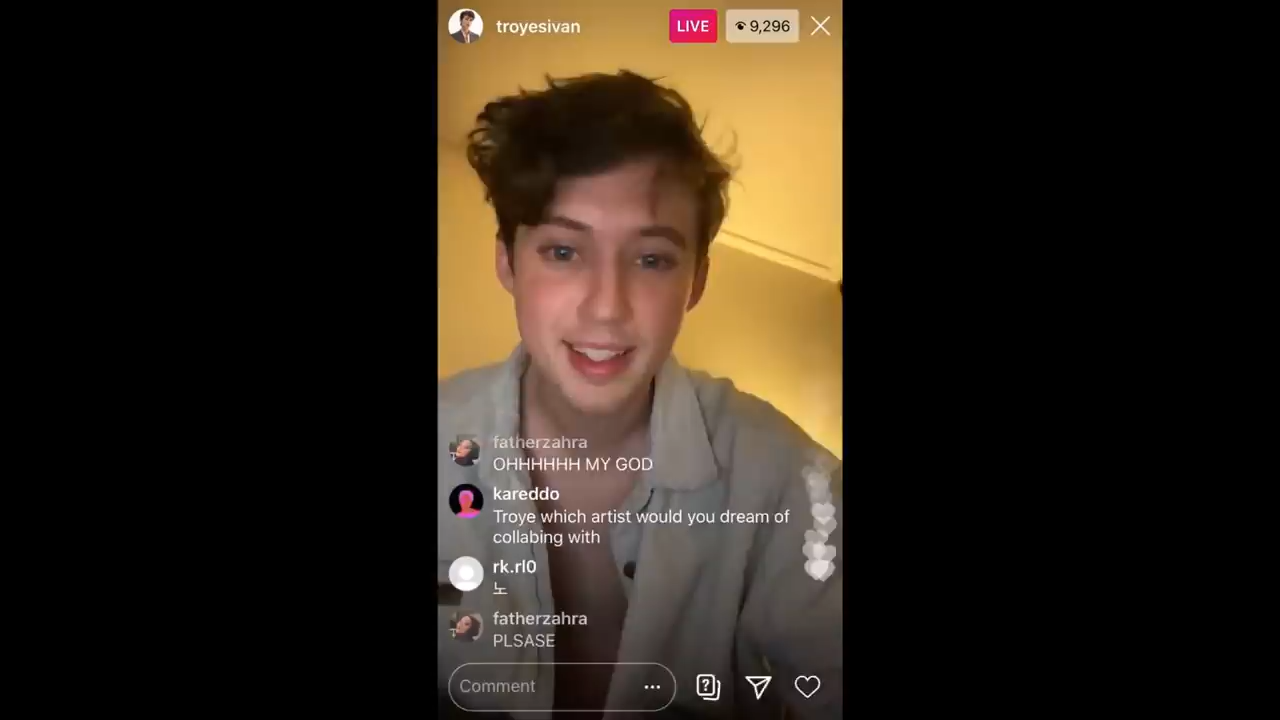 troyesivan
LIVE
9,296
fatherzahra
OHHHHHH MY GOD
kareddo
Troye which artist would you dream of
collabing with
rk.rl0
노
fatherzahra
PLSASE
Comment